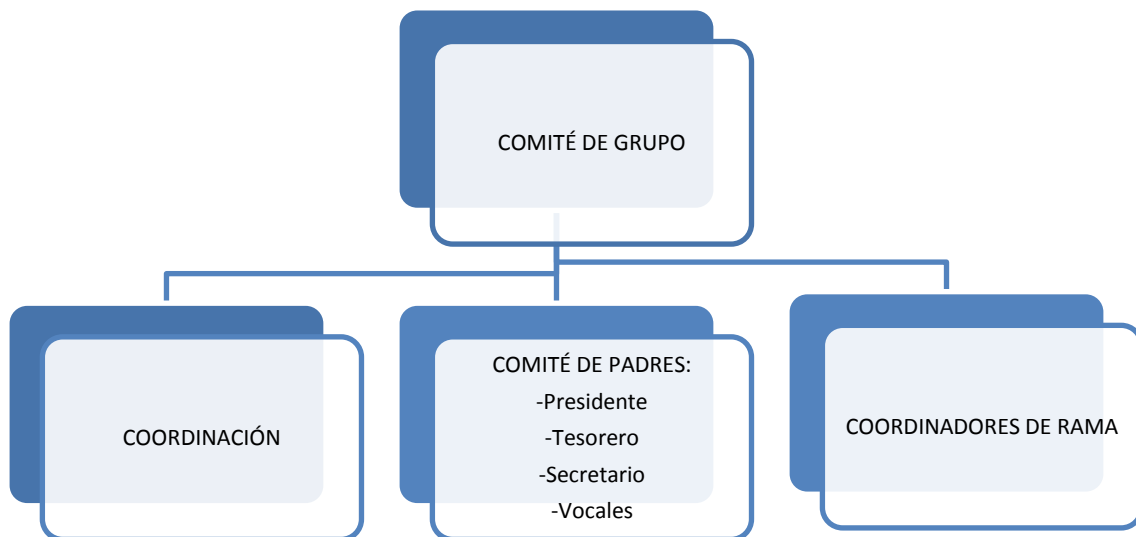 COMITÉ DE GRUPO
COORDINACIÓN
COMITÉ DE PADRES:
-Presidente
-Tesorero
-Secretario
-Vocales
COORDINADORES DE RAMA